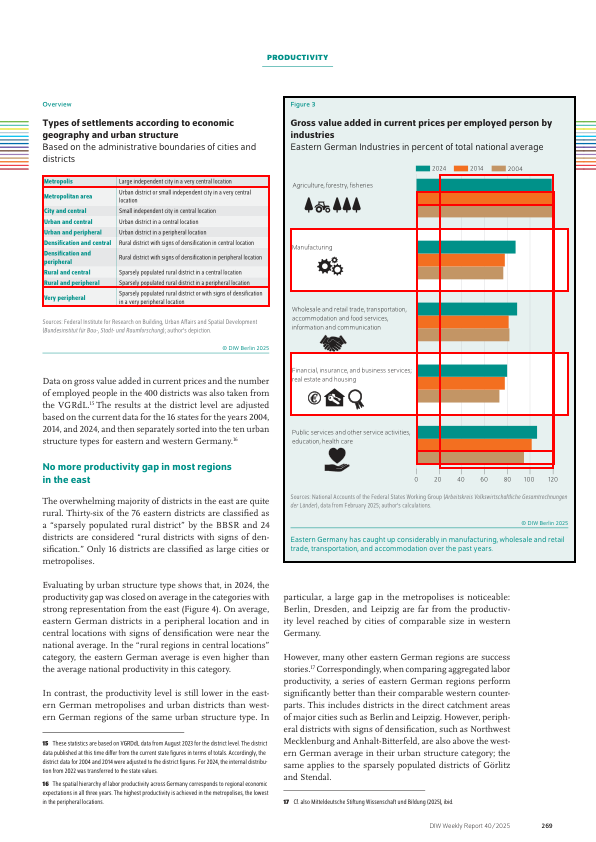 PRODUCTIVITY
Overview
Types of settlements according to economic
geography and urban structure
Based on the administrative boundaries of cities and
districts
Metropolis Large independent city in a very central location
Metropolitan area Urban district or small independent city in a very central
location
City and central Small independent city in central location
Urban and central Urban district in a central location
Urban and peripheral Urban district in a peripheral location
Densification and central Rural district with signs of densification in central location
Densification and
peripheral Rural district with signs of densification in peripheral location
Rural and central Sparsely populated rural district in a central location
Rural and peripheral Sparsely populated rural district in a peripheral location
Very peripheral Sparsely populated rural district or with signs of densification
in a very peripheral location
Sources: Federal Institute for Research on Building, Urban Affairs and Spatial Development
(Bundesinstitut für Bau-, Stadt- und Raumforschung); author's depiction.
© DIW Berlin 2025
Data on gross value added in current prices and the number
of employed people in the 400 districts was also taken from
the VGRdL.15 The results at the district level are adjusted
based on the current data for the 16 states for the years 2004,
2014, and 2024, and then separately sorted into the ten urban
structure types for eastern and western Germany.16
No more productivity gap in most regions
in the east
The overwhelming majority of districts in the east are quite
rural. Thirty-six of the 76 eastern districts are classified as
a “sparsely populated rural district” by the BBSR and 24
districts are considered “rural districts with signs of den-
sification.” Only 16 districts are classified as large cities or
metropolises.
Evaluating by urban structure type shows that, in 2024, the
productivity gap was closed on average in the categories with
strong representation from the east (Figure 4). On average,
eastern German districts in a peripheral location and in
central locations with signs of densification were near the
national average. In the “rural regions in central locations”
category, the eastern German average is even higher than
the average national productivity in this category.
In contrast, the productivity level is still lower in the east-
ern German metropolises and urban districts than west-
ern German regions of the same urban structure type. In
15 These statistics are based on VGRdL data from August 2023 for the district level. The district
data published at this time differ from the current state figures in terms of totals. Accordingly, the
district data for 2004 and 2014 were adjusted to the district figures. For 2024, the internal distribu-
tion from 2022 was transferred to the state values.
16 The spatial hierarchy of labor productivity across Germany corresponds to regional economic
expectations in all three years. The highest productivity is achieved in the metropolises, the lowest
in the peripheral locations.
Figure 3
Gross value added in current prices per employed person by
industries
Eastern German Industries in percent of total national average
2024 2014 2004
Agriculture, forestry, fisheries
Manufacturing
Wholesale and retail trade, transportation,
accommodation and food services,
information and communication
Financial, insurance, and business services,
real estate and housing
Public services and other service activities,
education, health care
0 20 40 60 80 100 120
Sources: National Accounts of the Federal States Working Group (Arbeitskreis Volkswirtschaftliche Gesamtrechnungen
der Länder), data from February 2025; author's calculations.
© DIW Berlin 2025
Eastern Germany has caught up considerably in manufacturing, wholesale and retail
trade, transportation, and accommodation over the past years.
particular, a large gap in the metropolises is noticeable:
Berlin, Dresden, and Leipzig are far from the productiv-
ity level reached by cities of comparable size in western
Germany.
However, many other eastern German regions are success
stories.17 Correspondingly, when comparing aggregated labor
productivity, a series of eastern German regions perform
significantly better than their comparable western counter-
parts. This includes districts in the direct catchment areas
of major cities such as Berlin and Leipzig. However, periph-
eral districts with signs of densification, such as Northwest
Mecklenburg and Anhalt-Bitterfeld, are also above the west-
ern German average in their urban structure category; the
same applies to the sparsely populated districts of Görlitz
and Stendal.
17 Cf. also Mitteldeutsche Stiftung Wissenschaft und Bildung (2025), ibid.
DIW Weekly Report 40/2025 269